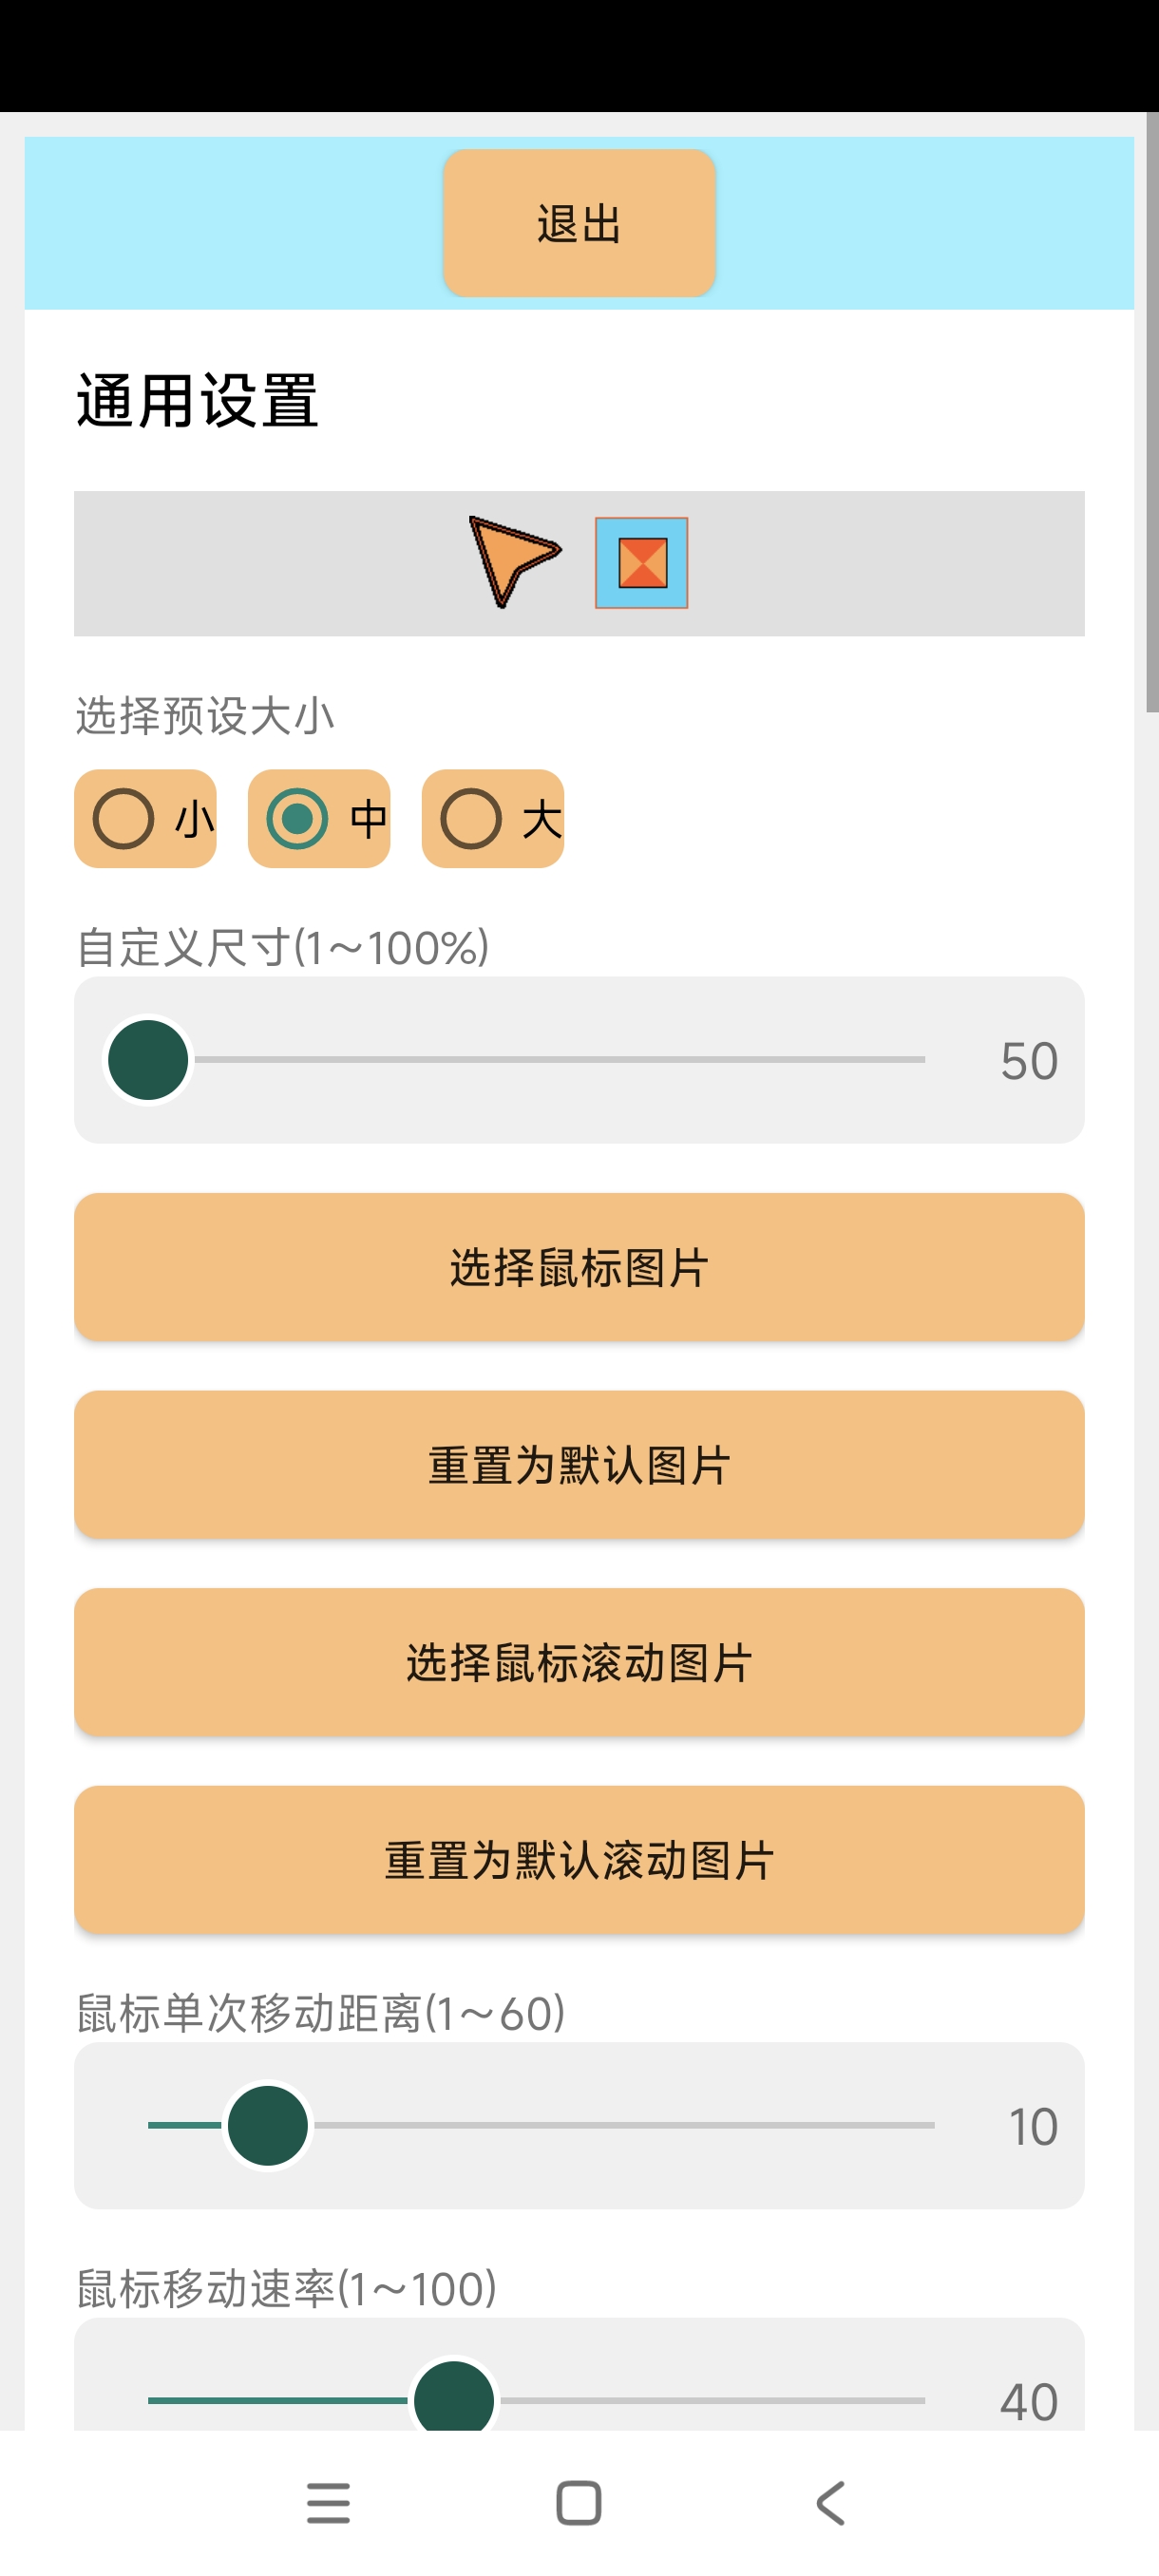 退出
通用设置
选择预设大小
小 中 大
自定义尺寸(1～100%)
50
选择鼠标图片
重置为默认图片
选择鼠标滚动图片
重置为默认滚动图片
鼠标单次移动距离(1～60)
10
鼠标移动速率(1～100)
40